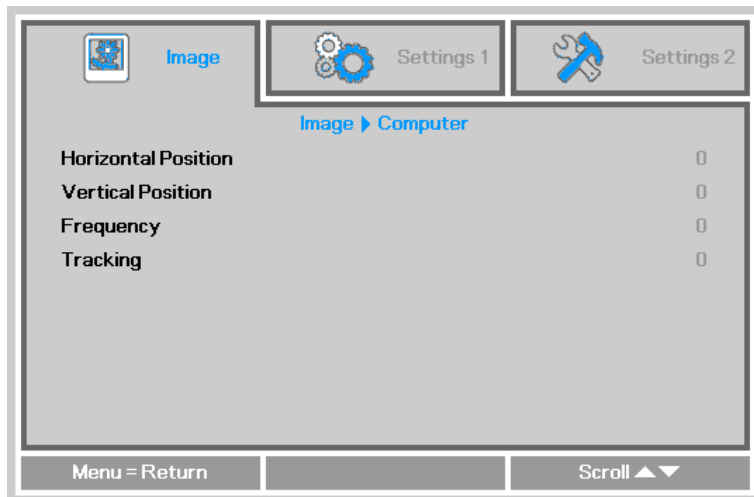 Image
Settings 1
Settings 2
Image ▶ Computer
Horizontal Position 0
Vertical Position 0
Frequency 0
Tracking 0
Menu = Return
Scroll ▲▼